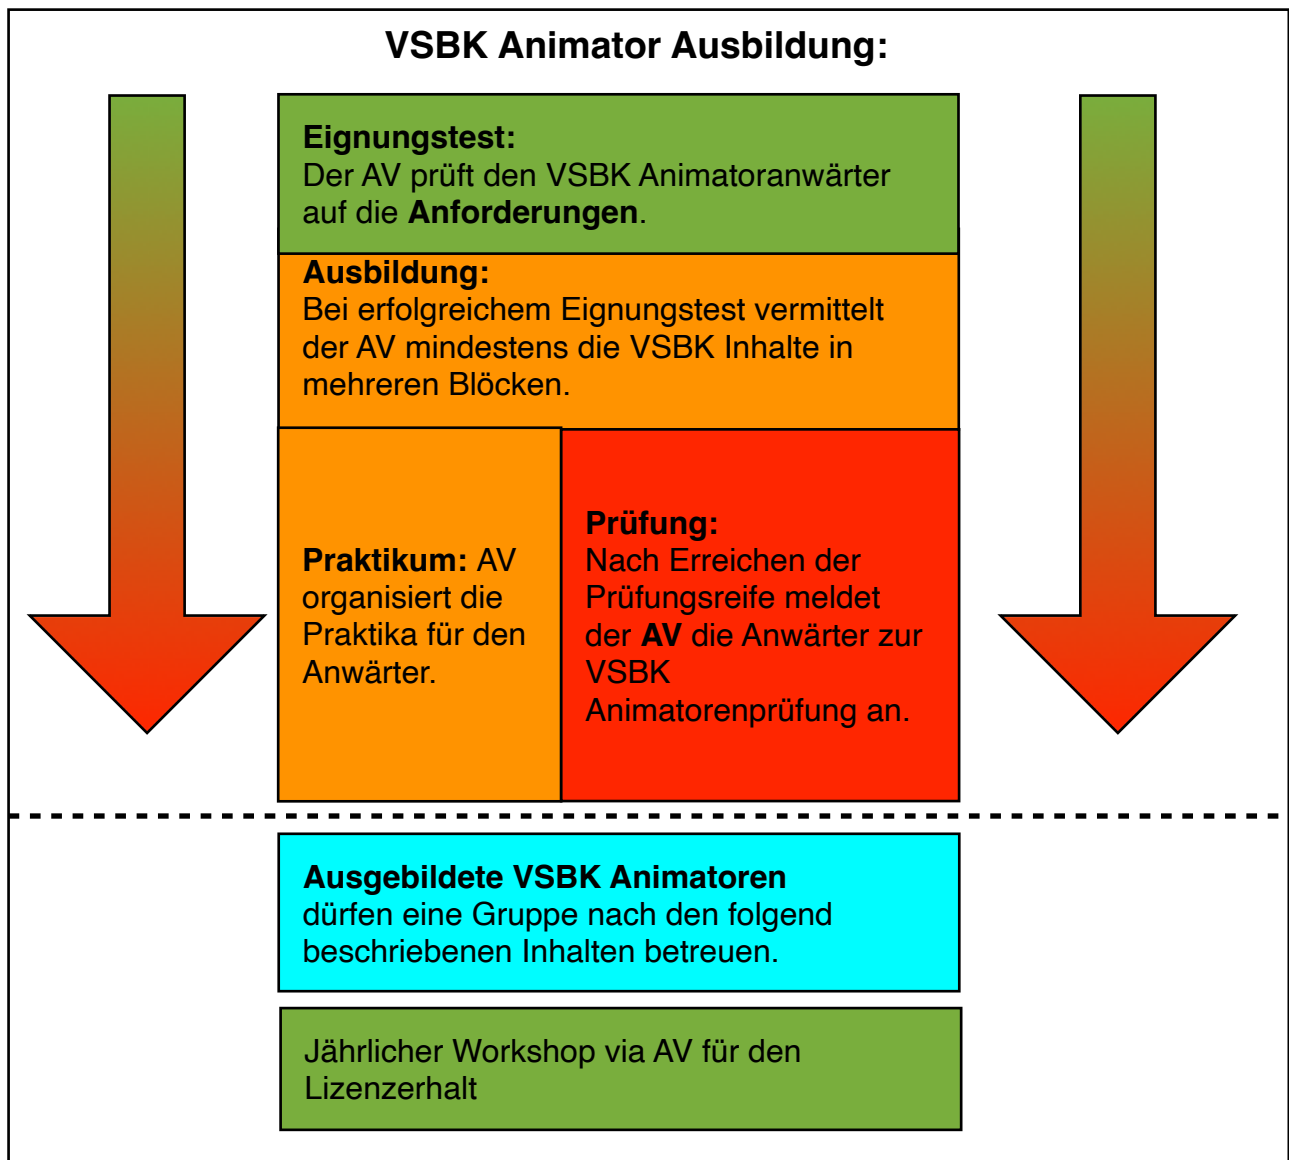 VSBK Animator Ausbildung:
Eignungstest:
Der AV prüft den VSBK Animatoranwärter
auf die Anforderungen.
Ausbildung:
Bei erfolgreichem Eignungstest vermittelt
der AV mindestens die VSBK Inhalte in
mehreren Blöcken.
Praktikum: AV
organisiert die
Praktika für den
Anwärter.
Prüfung:
Nach Erreichen der
Prüfungsreife meldet
der AV die Anwärter zur
VSBK
Animatorenprüfung an.
Ausgebildete VSBK Animatoren
dürfen eine Gruppe nach den folgend
beschriebenen Inhalten betreuen.
Jährlicher Workshop via AV für den
Lizenzerhalt